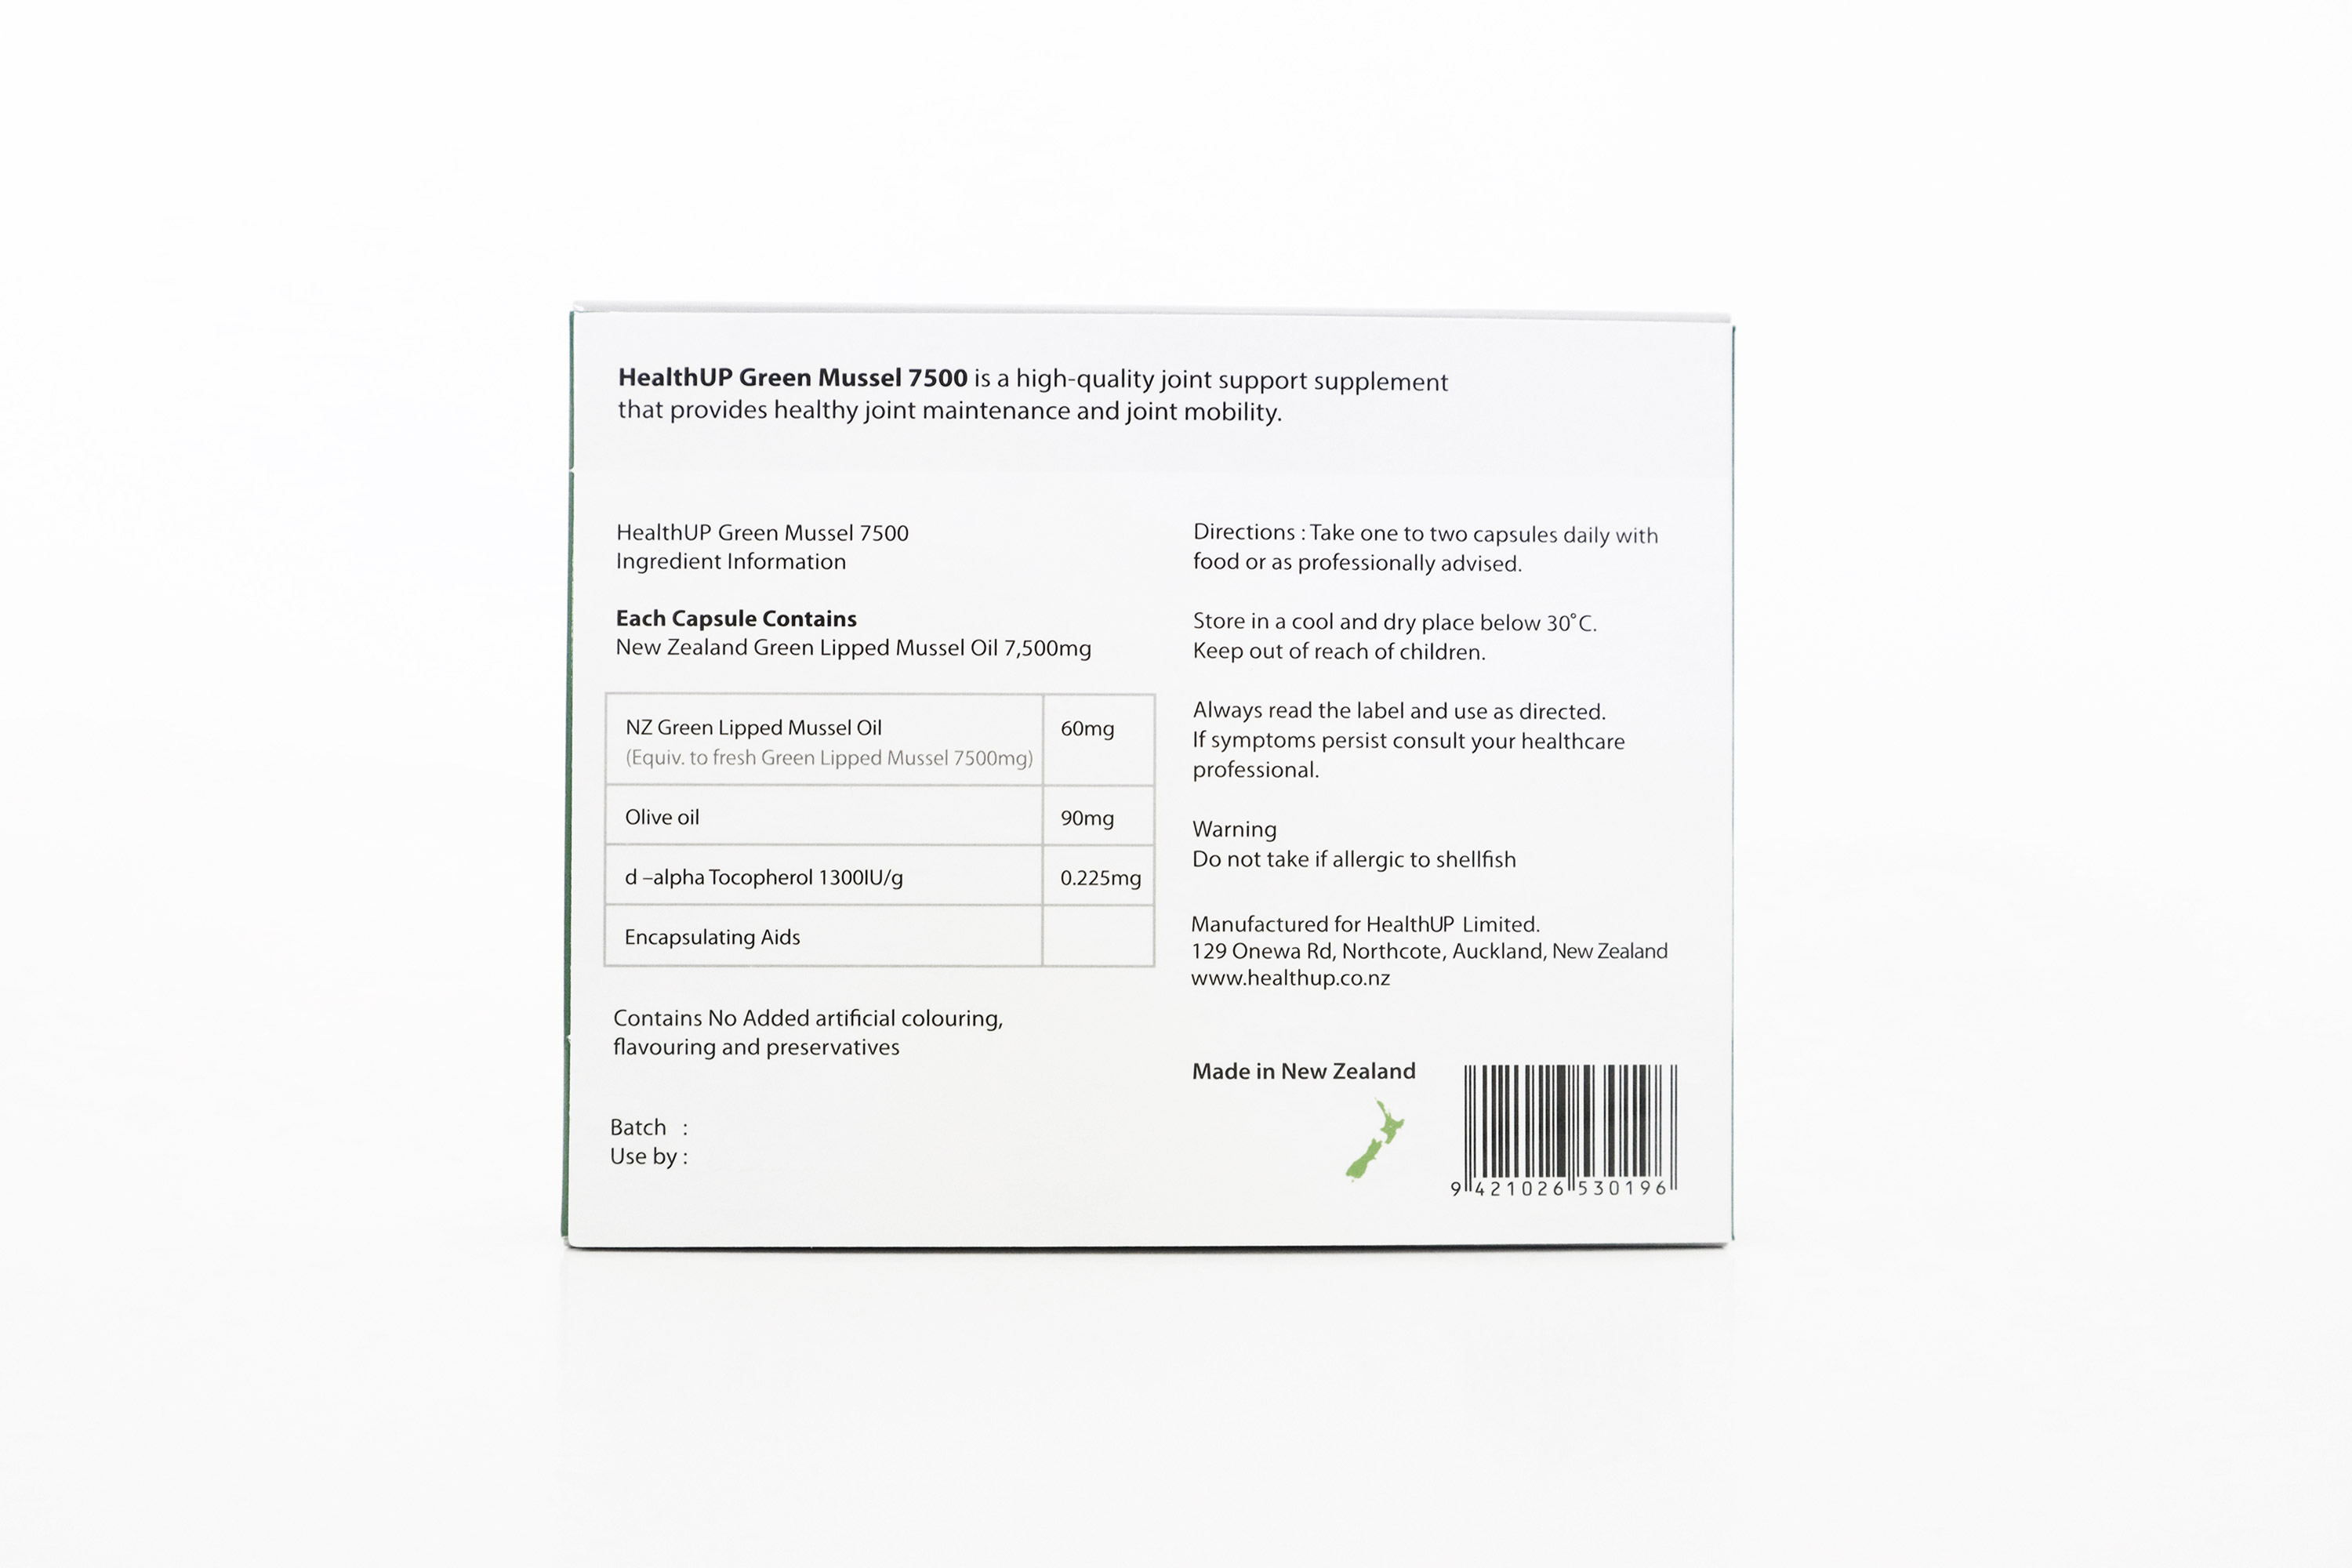 HealthUP Green Mussel 7500 is a high-quality joint support supplement
that provides healthy joint maintenance and joint mobility.
HealthUP Green Mussel 7500
Ingredient Information
Each Capsule Contains
New Zealand Green Lipped Mussel Oil 7,500mg
NZ Green Lipped Mussel Oil 60mg
(Equiv. to fresh Green Lipped Mussel 7500mg)
Olive oil 90mg
d –alpha Tocopherol 1300IU/g 0.225mg
Encapsulating Aids
Contains No Added artificial colouring,
flavouring and preservatives
Batch :
Use by :
Directions : Take one to two capsules daily with
food or as professionally advised.
Store in a cool and dry place below 30˚C.
Keep out of reach of children.
Always read the label and use as directed.
If symptoms persist consult your healthcare
professional.
Warning
Do not take if allergic to shellfish
Manufactured for HealthUP Limited.
129 Onewa Rd, Northcote, Auckland, New Zealand
www.healthup.co.nz
Made in New Zealand
9 421026 530196